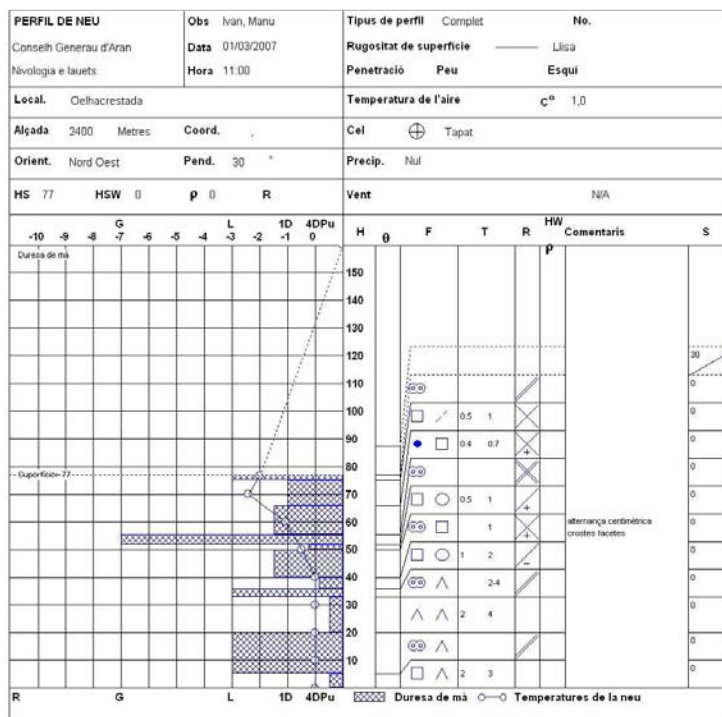 PERFIL DE NEU
Conselh Generau d'Aran
Nivologia e lauets
Obs Ivan, Manu
Data 01/03/2007
Hora 11:00
Tipus de perfil Complet No.
Rugositat de superfície Llisa
Penetració Peu Esquí
Local. Oelhacrestada
Temperatura de l'aire Cº 1,0
Alçada 2400 Metres Coord. ,
Cel Tapat
Orient. Nord Oest Pend. 30 °
Precip. Nul
HS 77 HSW 0 ρ 0 R
Vent N/A
G L 1D 4DPu
-10 -9 -8 -7 -6 -5 -4 -3 -2 -1 0
H θ F T R HW ρ Comentaris S
Duresa de mà
150
140
130
120
30
110
0
100
0.5 1
0
90
0.4 0.7
+
0
80
Superfície- 77
0
70
0.5 1
+
0
60
1
+
alternança centimètrica
crostes facetes
0
50
1 2
-
0
40
2-4
0
30
2 4
0
20
0
10
2 3
0
R G L 1D 4DPu Duresa de mà Temperatures de la neu